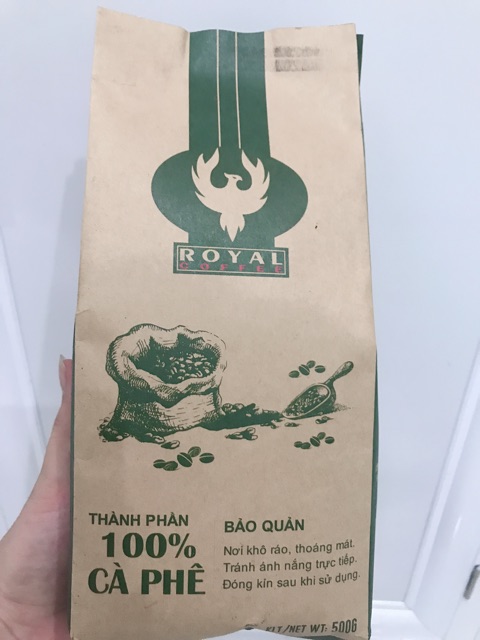 ROYAL
COFFEE
THÀNH PHẦN
100%
CÀ PHÊ
BẢO QUẢN
Nơi khô ráo, thoáng mát.
Tránh ánh nắng trực tiếp.
Đóng kín sau khi sử dụng.
KLT/NET WT: 500G